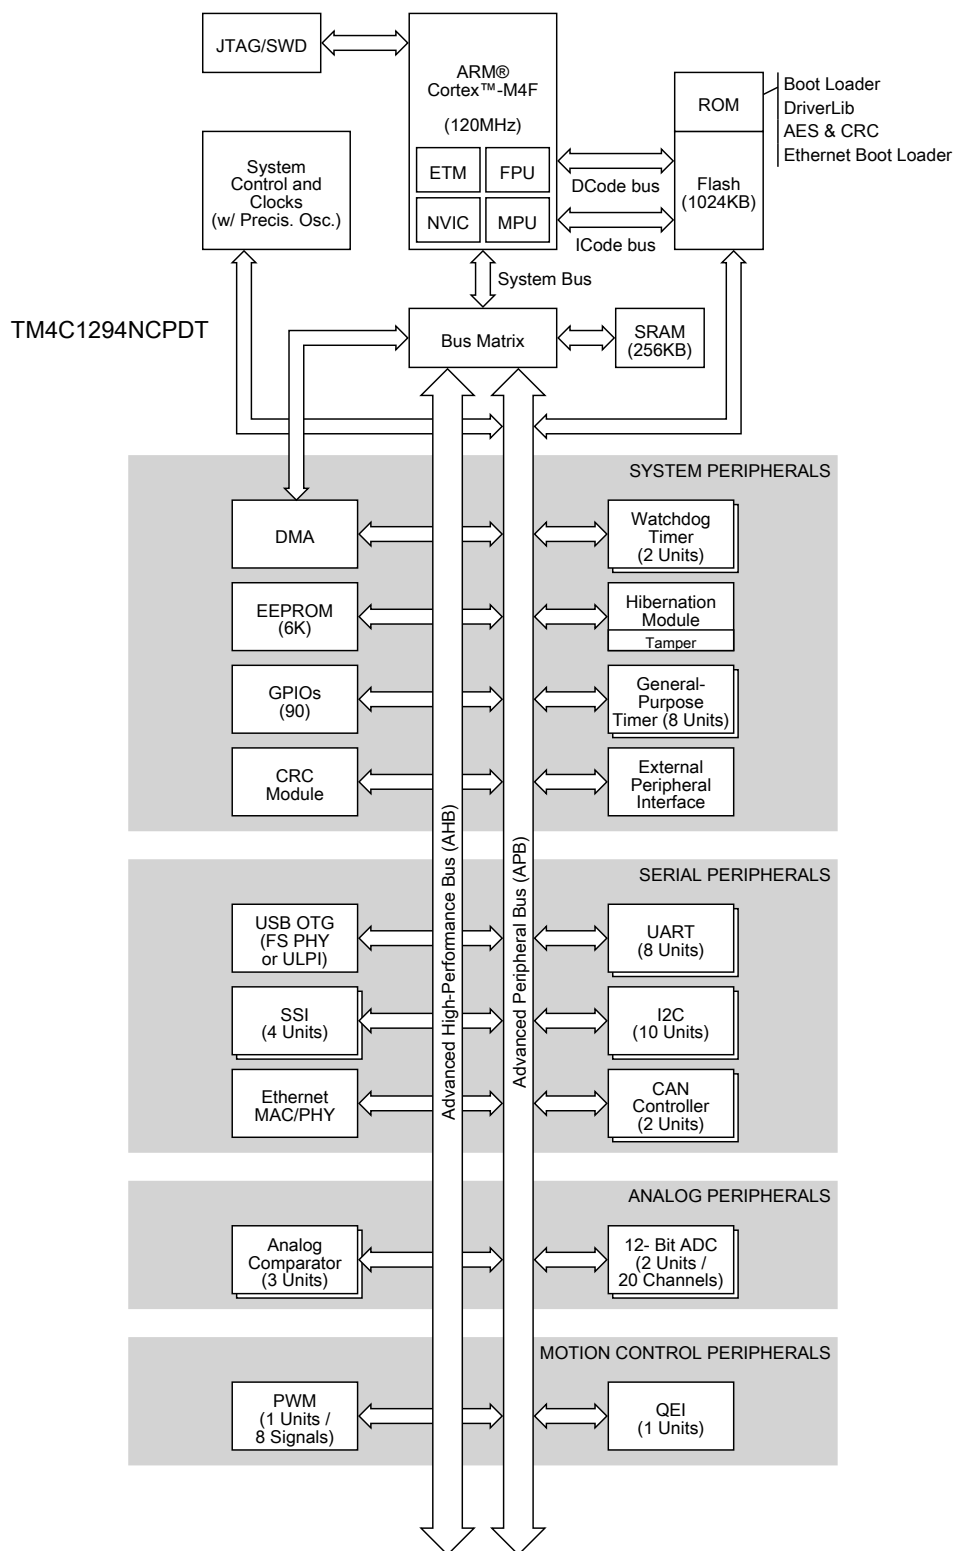 JTAG/SWD
ARM®
Cortex™-M4F
(120MHz)
ETM
FPU
NVIC
MPU
ROM
Boot Loader
DriverLib
AES & CRC
Ethernet Boot Loader
System
Control and
Clocks
(w/ Precis. Osc.)
DCode bus
Flash
(1024KB)
ICode bus
System Bus
TM4C1294NCPDT
Bus Matrix
SRAM
(256KB)
SYSTEM PERIPHERALS
DMA
Watchdog
Timer
(2 Units)
EEPROM
(6K)
Hibernation
Module
Tamper
GPIOs
(90)
General-
Purpose
Timer (8 Units)
CRC
Module
External
Peripheral
Interface
Advanced High-Performance Bus (AHB)
Advanced Peripheral Bus (APB)
SERIAL PERIPHERALS
USB OTG
(FS PHY
or ULPI)
UART
(8 Units)
SSI
(4 Units)
I2C
(10 Units)
Ethernet
MAC/PHY
CAN
Controller
(2 Units)
ANALOG PERIPHERALS
Analog
Comparator
(3 Units)
12- Bit ADC
(2 Units /
20 Channels)
MOTION CONTROL PERIPHERALS
PWM
(1 Units /
8 Signals)
QEI
(1 Units)